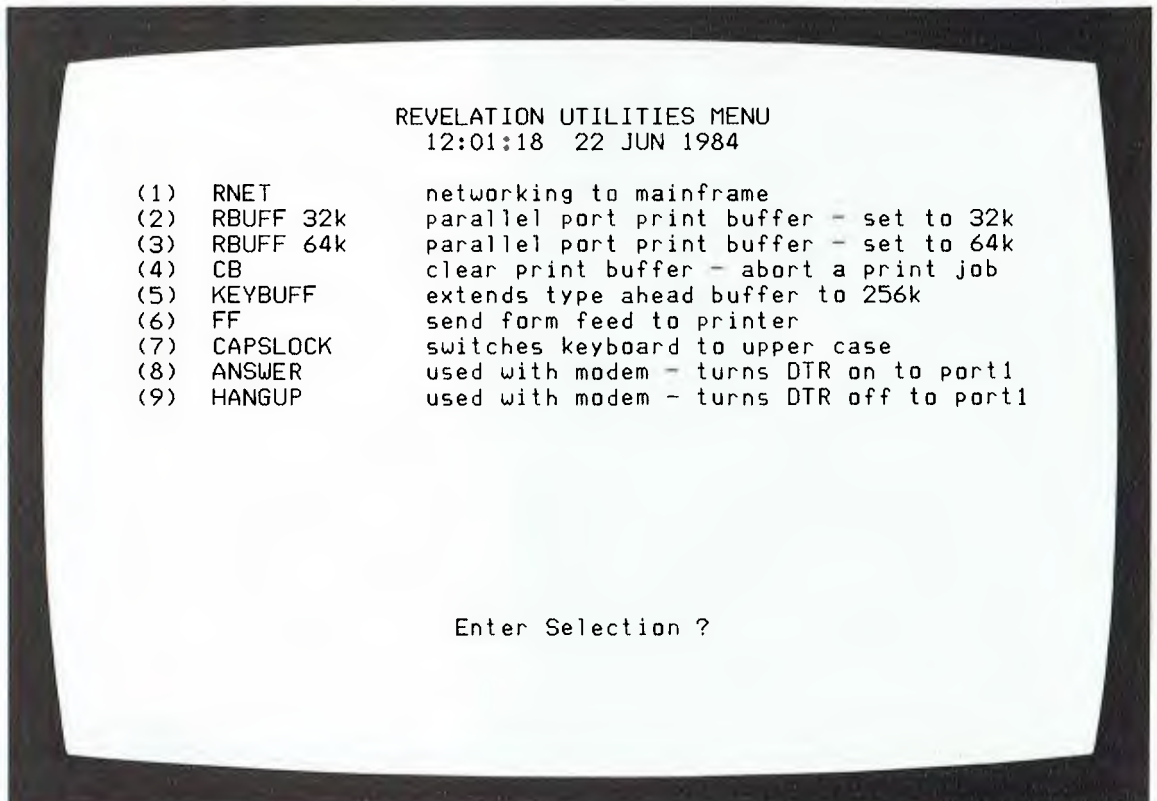 REVELATION UTILITIES MENU
12:01:18 22 JUN 1984
(1) RNET networking to mainframe
(2) RBUFF 32k parallel port print buffer - set to 32k
(3) RBUFF 64k parallel port print buffer - set to 64k
(4) CB clear print buffer - abort a print job
(5) KEYBUFF extends type ahead buffer to 256k
(6) FF send form feed to printer
(7) CAPSLOCK switches keyboard to upper case
(8) ANSWER used with modem - turns DTR on to port1
(9) HANGUP used with modem - turns DTR off to port1
Enter Selection ?